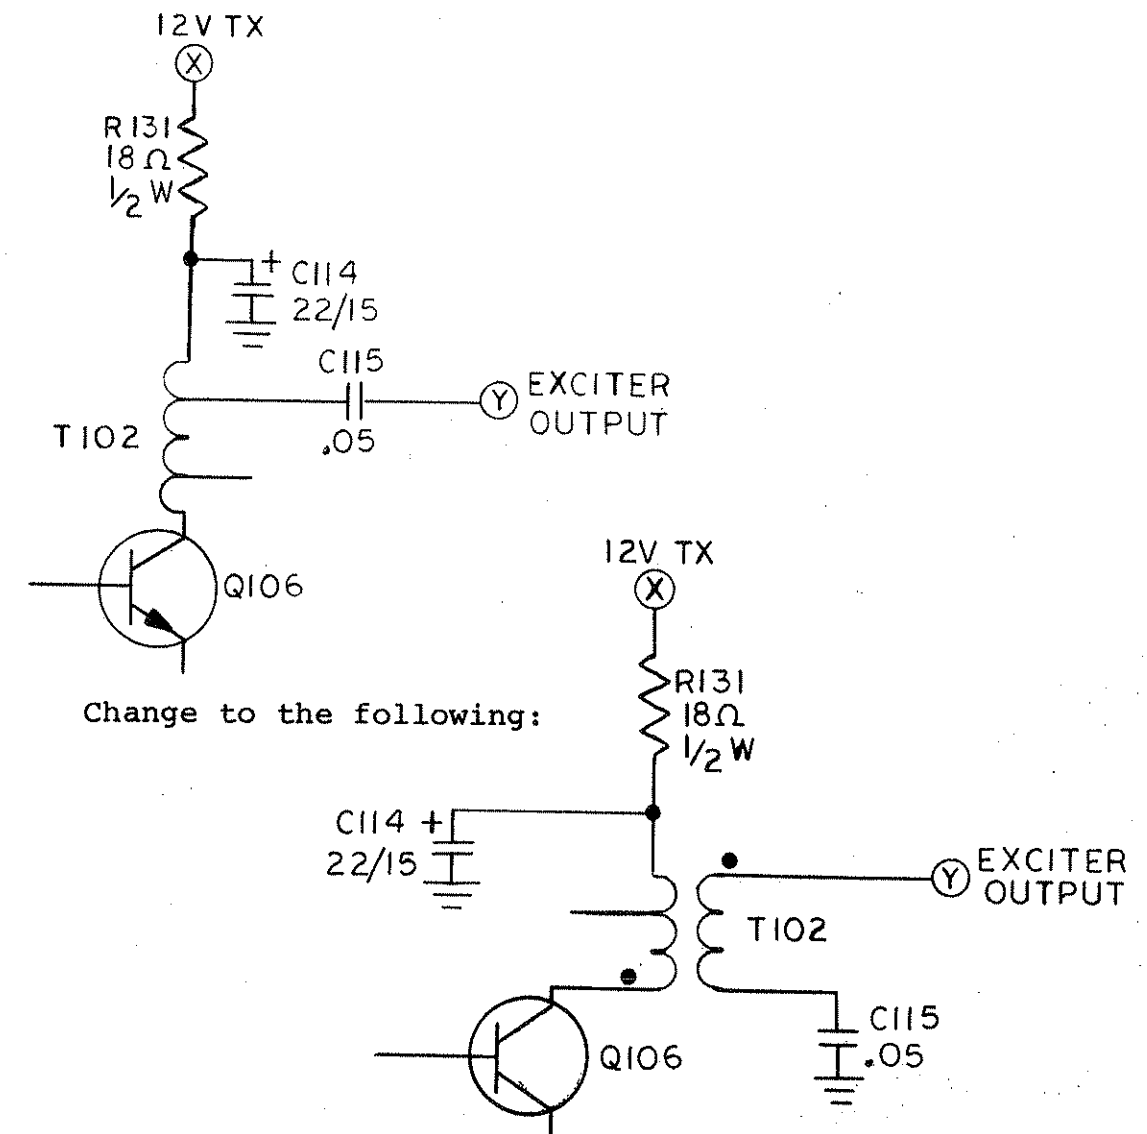 12V TX
X
R131
18Ω
1/2 W
+ C114
22/15
C115
.05
Y EXCITER
OUTPUT
T102
Q106
Change to the following:
12V TX
X
R131
18Ω
1/2 W
C114 +
22/15
Y EXCITER
OUTPUT
T102
C115
.05
Q106